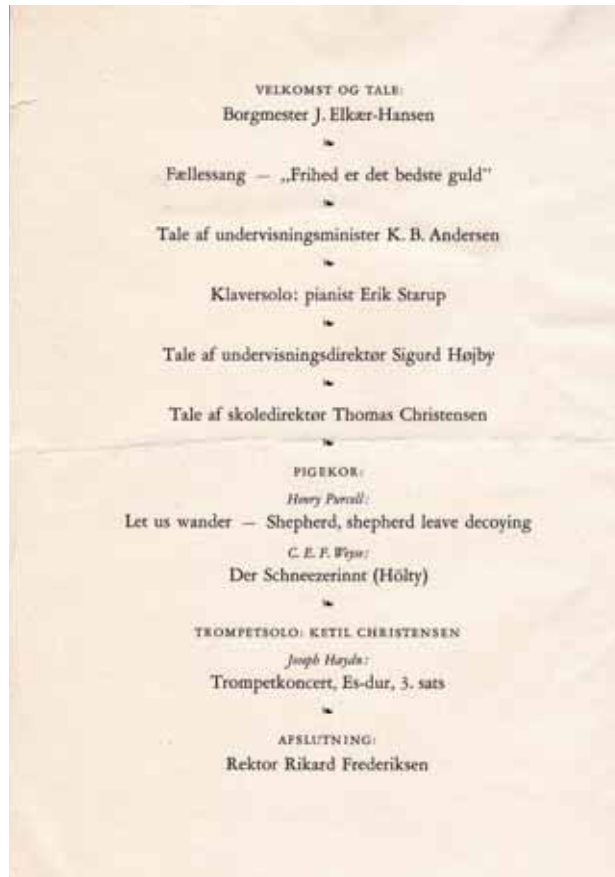 VELKOMST OG TALE:
Borgmester J. Elkær-Hansen
Fællessang — „Frihed er det bedste guld”
Tale af undervisningsminister K. B. Andersen
Klaversolo: pianist Erik Starup
Tale af undervisningsdirektør Sigurd Højby
Tale af skoledirektør Thomas Christensen
PIGEKOR:
Henry Purcell:
Let us wander — Shepherd, shepherd leave decoying
C. E. F. Weyse:
Der Schneezerinnt (Hölty)
TROMPETSOLO: KETIL CHRISTENSEN
Joseph Haydn:
Trompetkoncert, Es-dur, 3. sats
AFSLUTNING:
Rektor Rikard Frederiksen